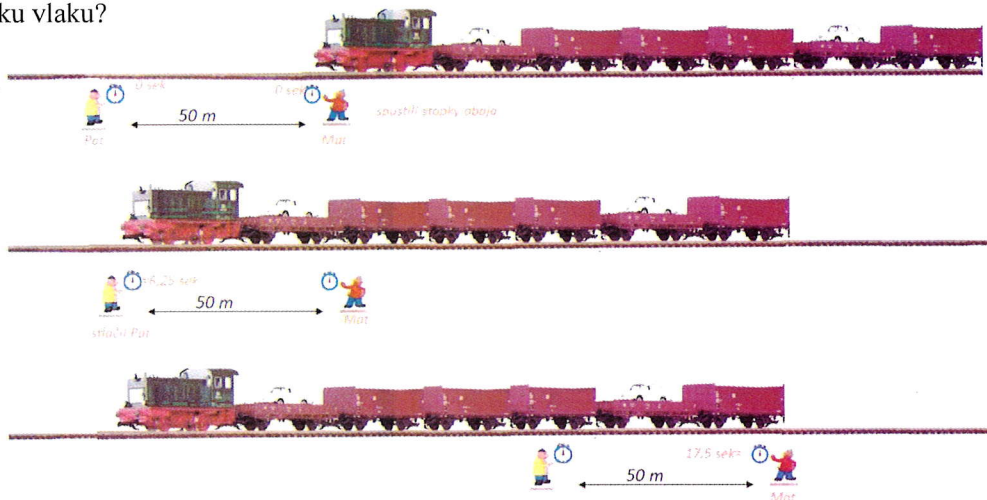 ku vlaku?
0 sek
0 sek
50 m
spustili stopky obaja
Pat
Mat
=6,25 sek
50 m
Mat
stlačil Pat
17,5 sek=
50 m
Mat